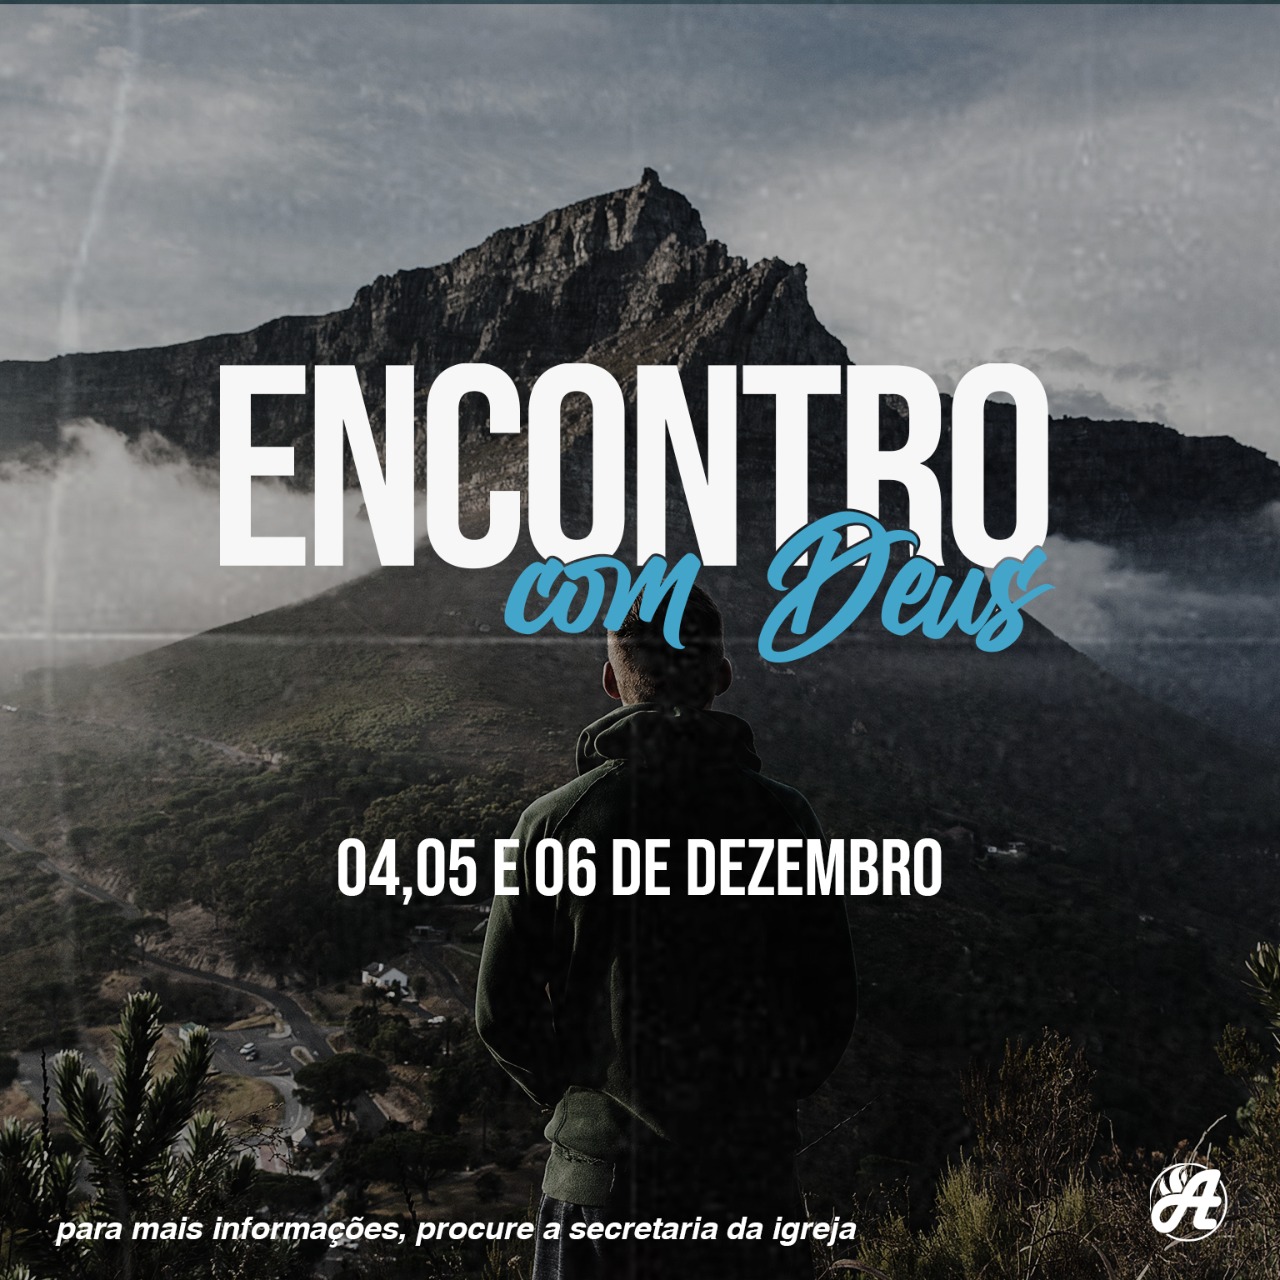 ENCONTRO
com Deus
04,05 E 06 DE DEZEMBRO
para mais informações, procure a secretaria da igreja
A